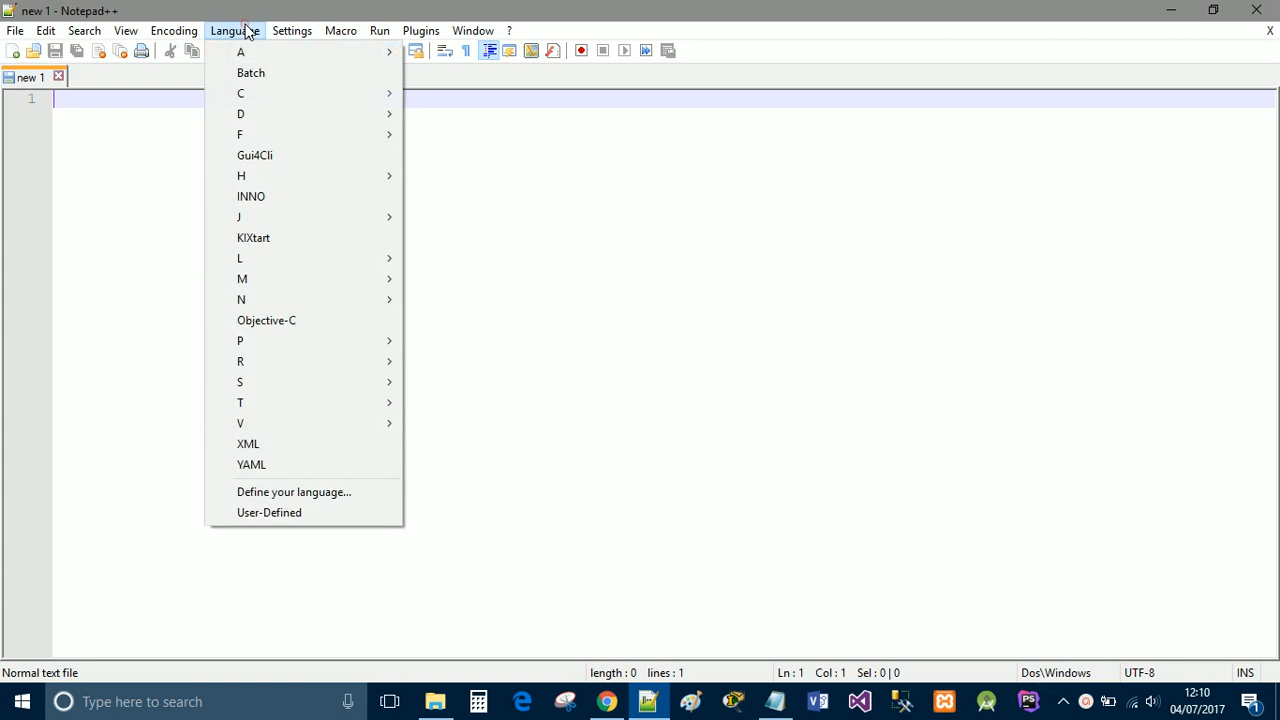 new 1 - Notepad++
File Edit Search View Encoding Language Settings Macro Run Plugins Window ? X
new 1
1
A
Batch
C
D
F
Gui4Cli
H
INNO
J
KIXtart
L
M
N
Objective-C
P
R
S
T
V
XML
YAML
Define your language...
User-Defined
Normal text file length : 0 lines : 1 Ln : 1 Col : 1 Sel : 0 | 0 Dos\Windows UTF-8 INS
Type here to search
PS
12:10
04/07/2017
1